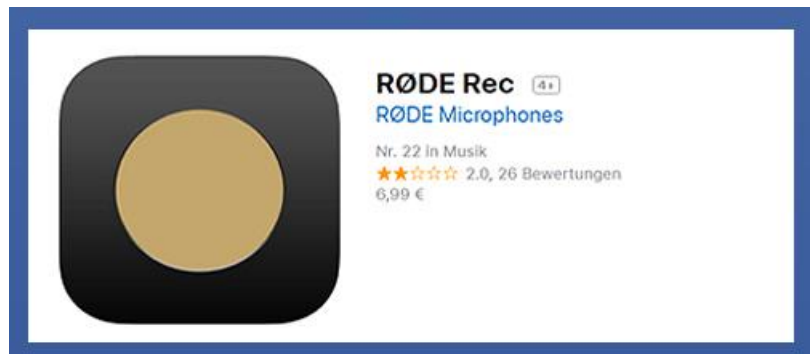 RØDE Rec 4+
RØDE Microphones
Nr. 22 in Musik
★★☆☆☆ 2.0, 26 Bewertungen
6,99 €